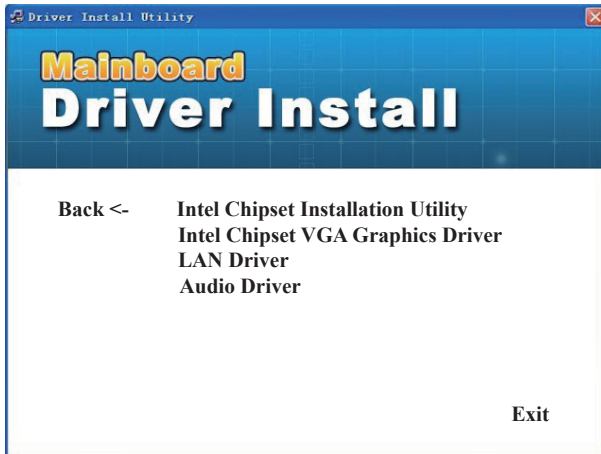 Driver Install Utility
Mainboard
Driver Install
Back <- Intel Chipset Installation Utility
Intel Chipset VGA Graphics Driver
LAN Driver
Audio Driver
Exit